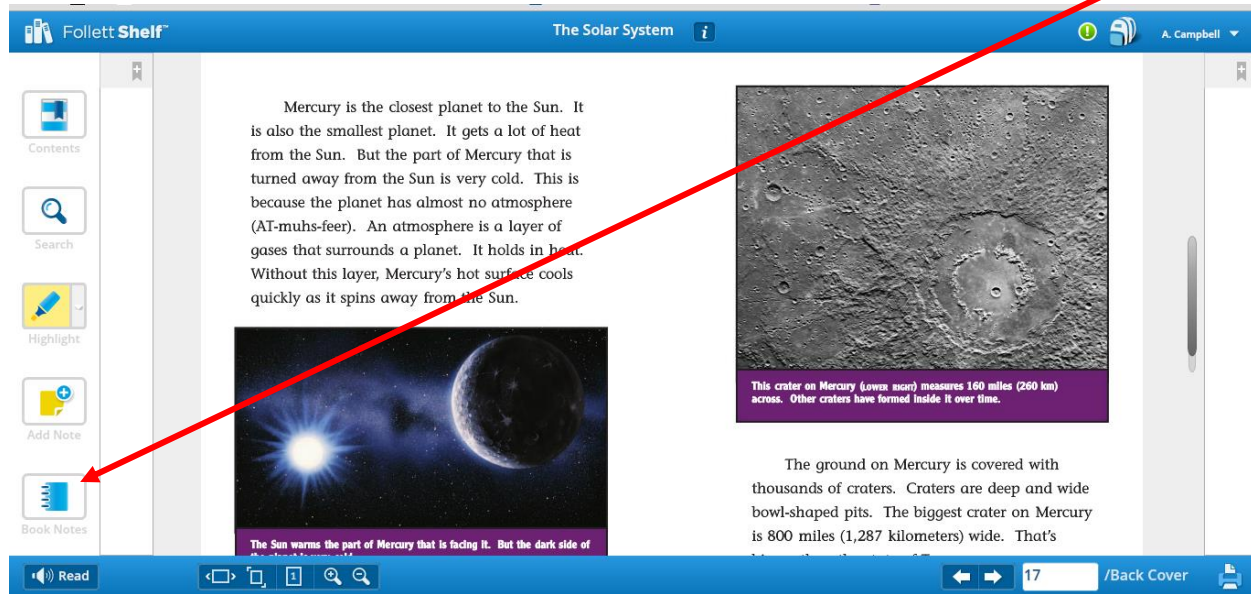 Follett Shelf™
The Solar System
i
A. Campbell
Contents
Search
Highlight
Add Note
Book Notes
Mercury is the closest planet to the Sun. It
is also the smallest planet. It gets a lot of heat
from the Sun. But the part of Mercury that is
turned away from the Sun is very cold. This is
because the planet has almost no atmosphere
(AT-muhs-feer). An atmosphere is a layer of
gases that surrounds a planet. It holds in heat.
Without this layer, Mercury's hot surface cools
quickly as it spins away from the Sun.
The Sun warms the part of Mercury that is facing it. But the dark side of
This crater on Mercury (LOWER RIGHT) measures 160 miles (260 km)
across. Other craters have formed inside it over time.
The ground on Mercury is covered with
thousands of craters. Craters are deep and wide
bowl-shaped pits. The biggest crater on Mercury
is 800 miles (1,287 kilometers) wide. That's
Read
1
17
/Back Cover